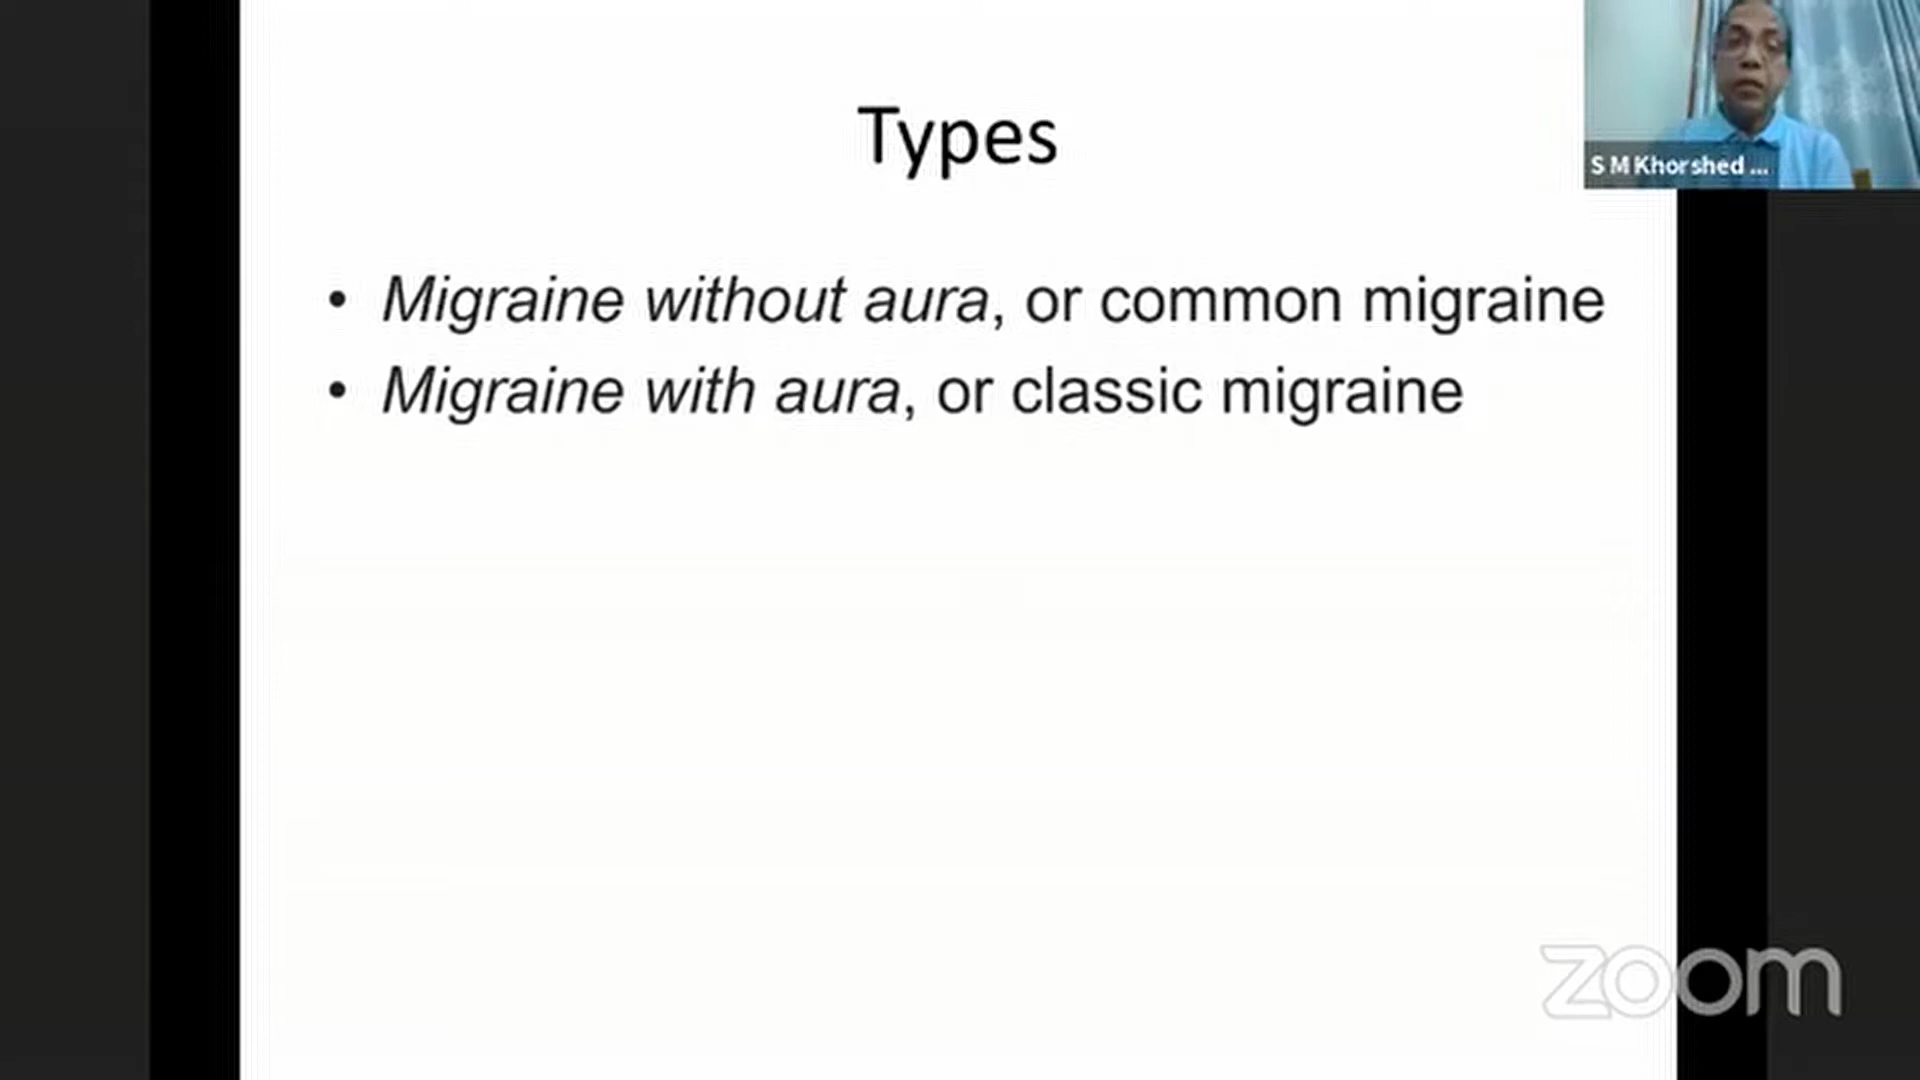 Types
• Migraine without aura, or common migraine
• Migraine with aura, or classic migraine
S M Khorshed ...
zoom